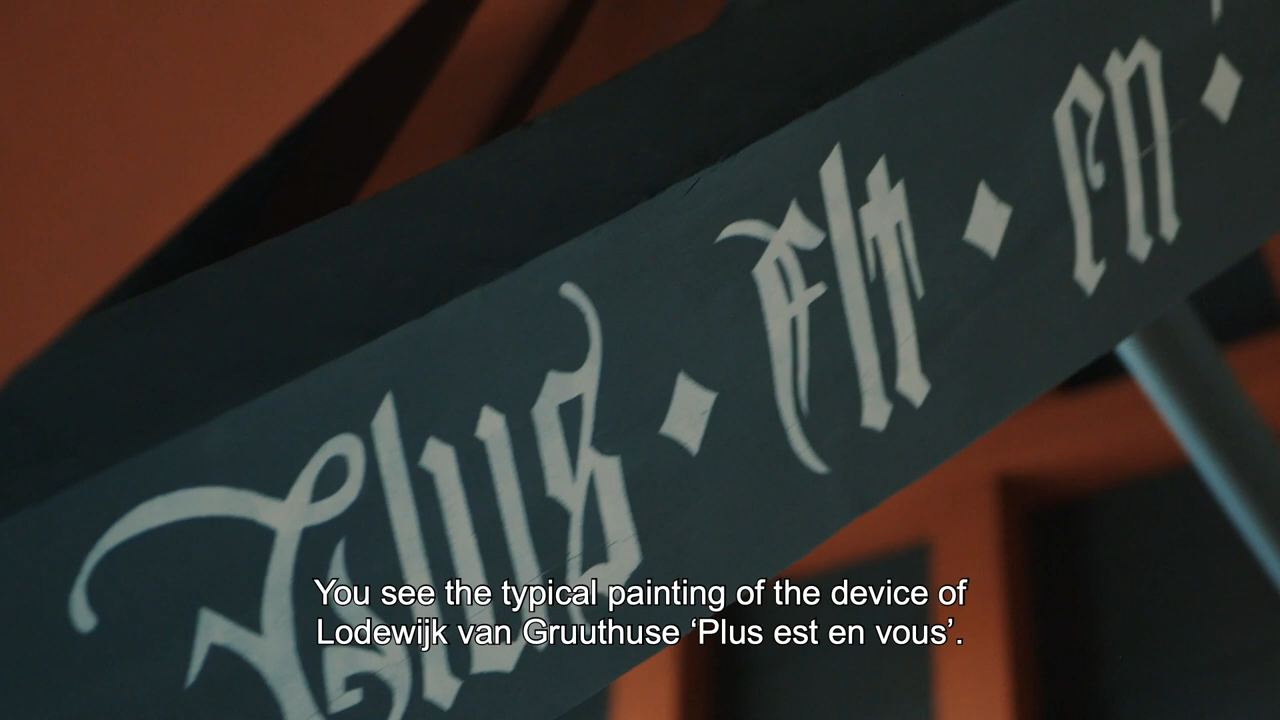 Plus ◆ Est ◆ en ◆
You see the typical painting of the device of
Lodewijk van Gruuthuse ‘Plus est en vous’.